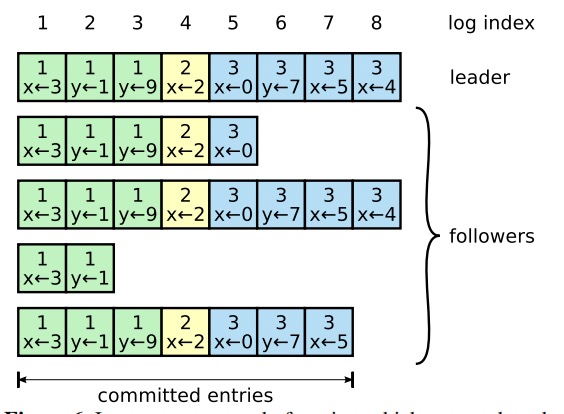 1 2 3 4 5 6 7 8 log index
1 1 1 2 3 3 3 3
x←3 y←1 y←9 x←2 x←0 y←7 x←5 x←4
leader
1 1 1 2 3
x←3 y←1 y←9 x←2 x←0
1 1 1 2 3 3 3 3
x←3 y←1 y←9 x←2 x←0 y←7 x←5 x←4
followers
1 1
x←3 y←1
1 1 1 2 3 3 3
x←3 y←1 y←9 x←2 x←0 y←7 x←5
committed entries